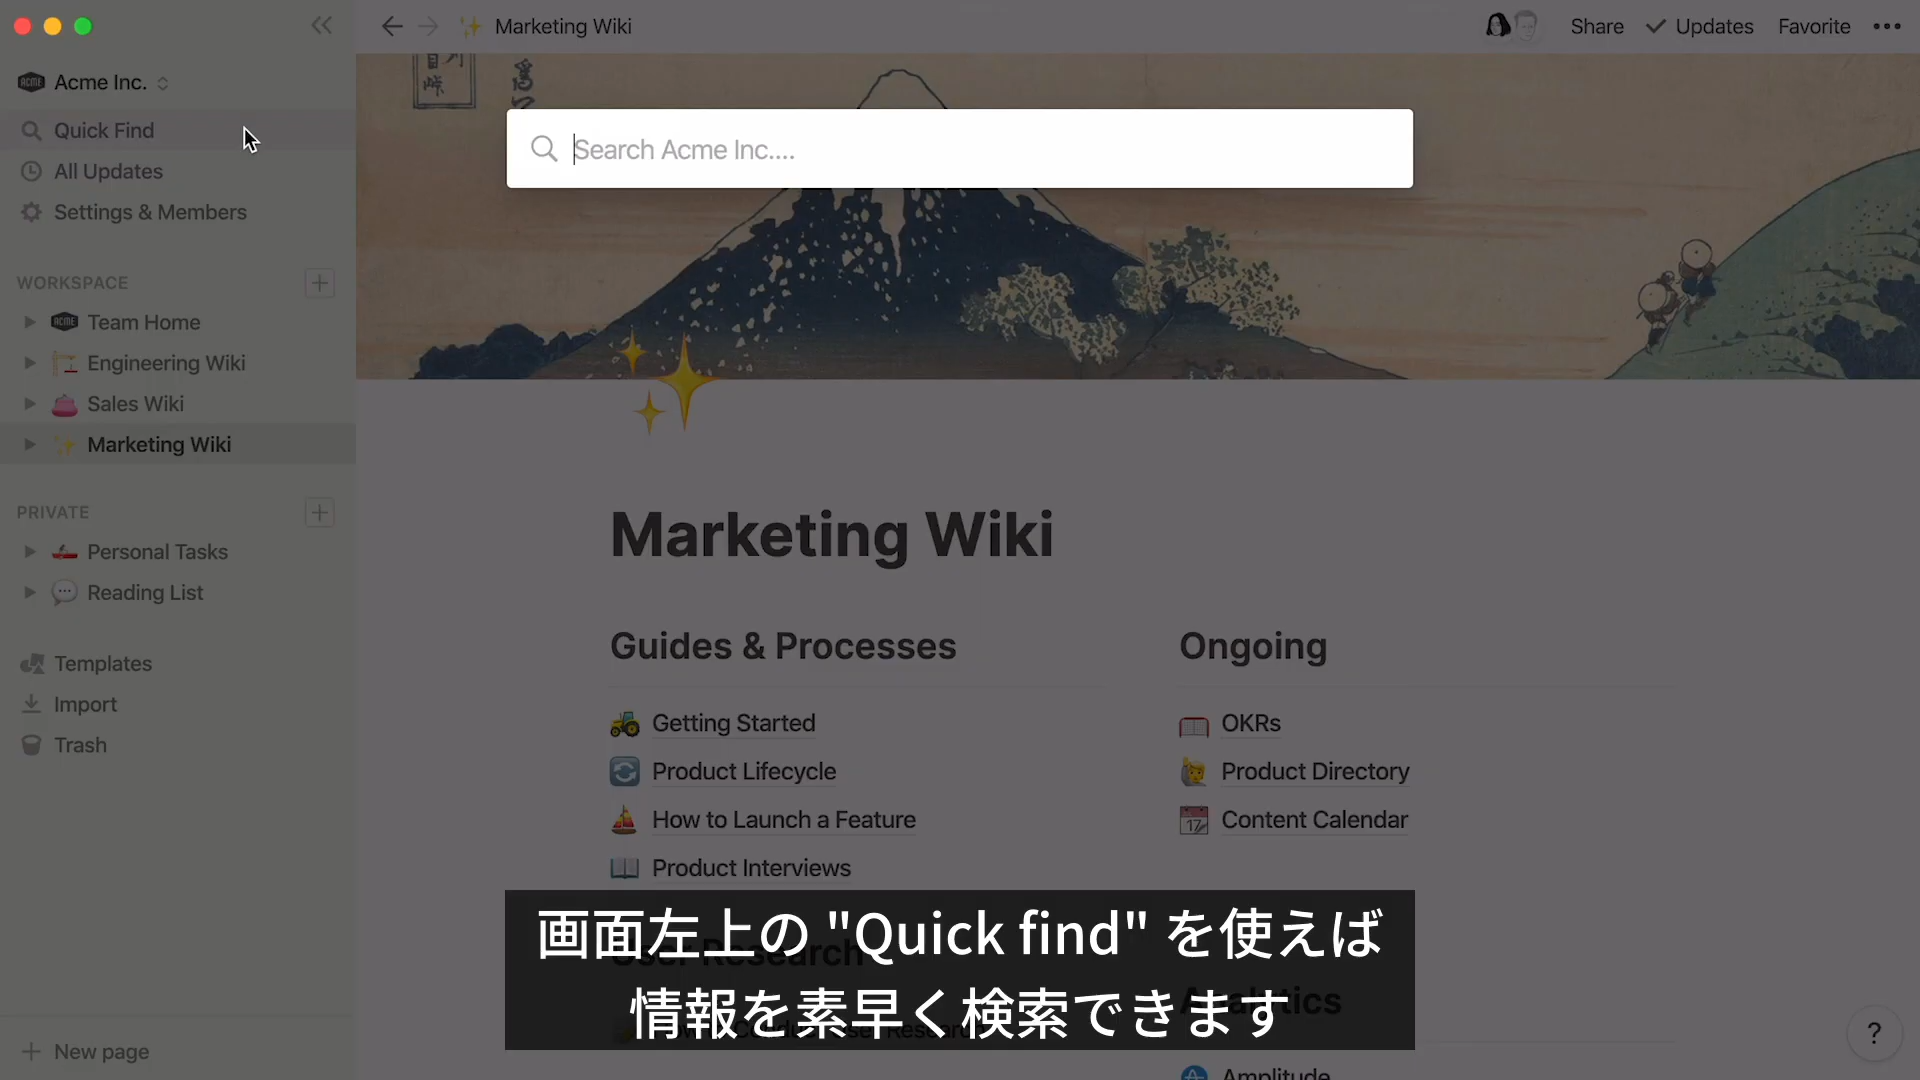 Marketing Wiki
Share
Updates
Favorite
Acme Inc.
Quick Find
All Updates
Settings & Members
WORKSPACE
Team Home
Engineering Wiki
Sales Wiki
Marketing Wiki
PRIVATE
Personal Tasks
Reading List
Templates
Import
Trash
New page
Search Acme Inc....
Marketing Wiki
Guides & Processes
Getting Started
Product Lifecycle
How to Launch a Feature
Product Interviews
User Research
Ongoing
OKRs
Product Directory
Content Calendar
Analytics
Amplitude
画面左上の "Quick find" を使えば
情報を素早く検索できます
?